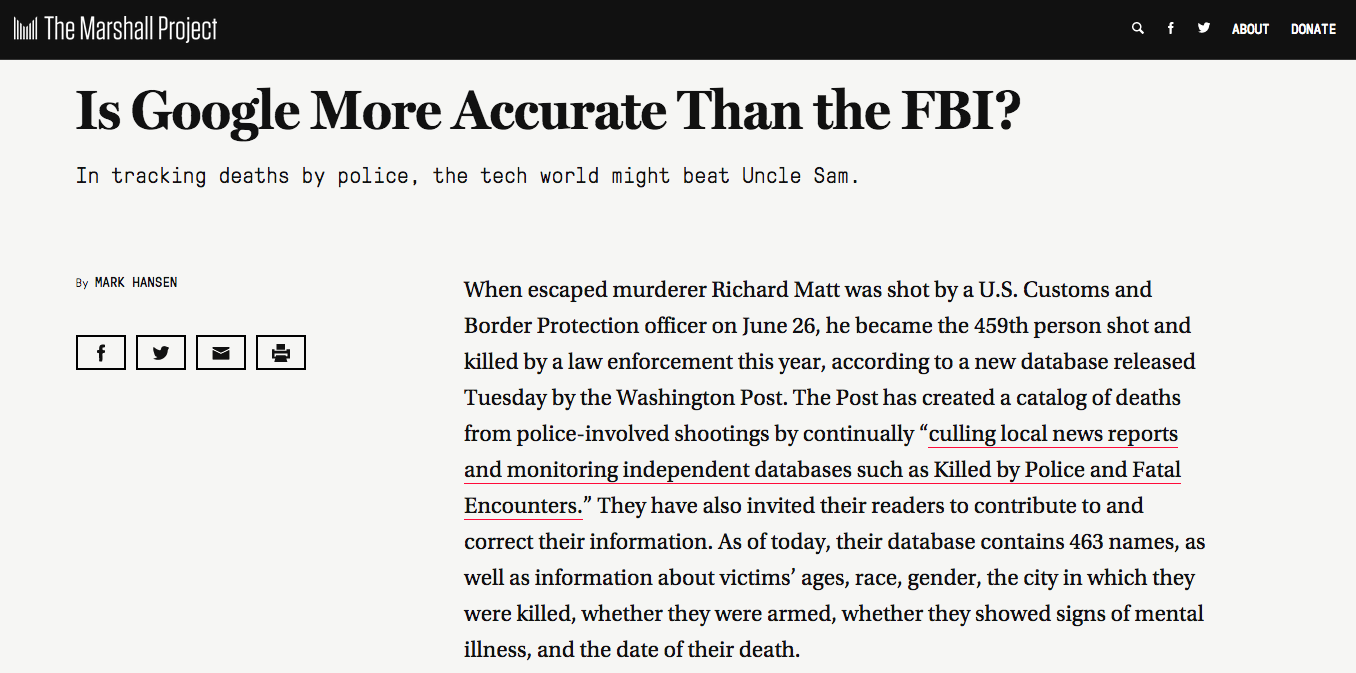 The Marshall Project
ABOUT DONATE
Is Google More Accurate Than the FBI?
In tracking deaths by police, the tech world might beat Uncle Sam.
By MARK HANSEN
When escaped murderer Richard Matt was shot by a U.S. Customs and
Border Protection officer on June 26, he became the 459th person shot and
killed by a law enforcement this year, according to a new database released
Tuesday by the Washington Post. The Post has created a catalog of deaths
from police-involved shootings by continually “culling local news reports
and monitoring independent databases such as Killed by Police and Fatal
Encounters.” They have also invited their readers to contribute to and
correct their information. As of today, their database contains 463 names, as
well as information about victims’ ages, race, gender, the city in which they
were killed, whether they were armed, whether they showed signs of mental
illness, and the date of their death.